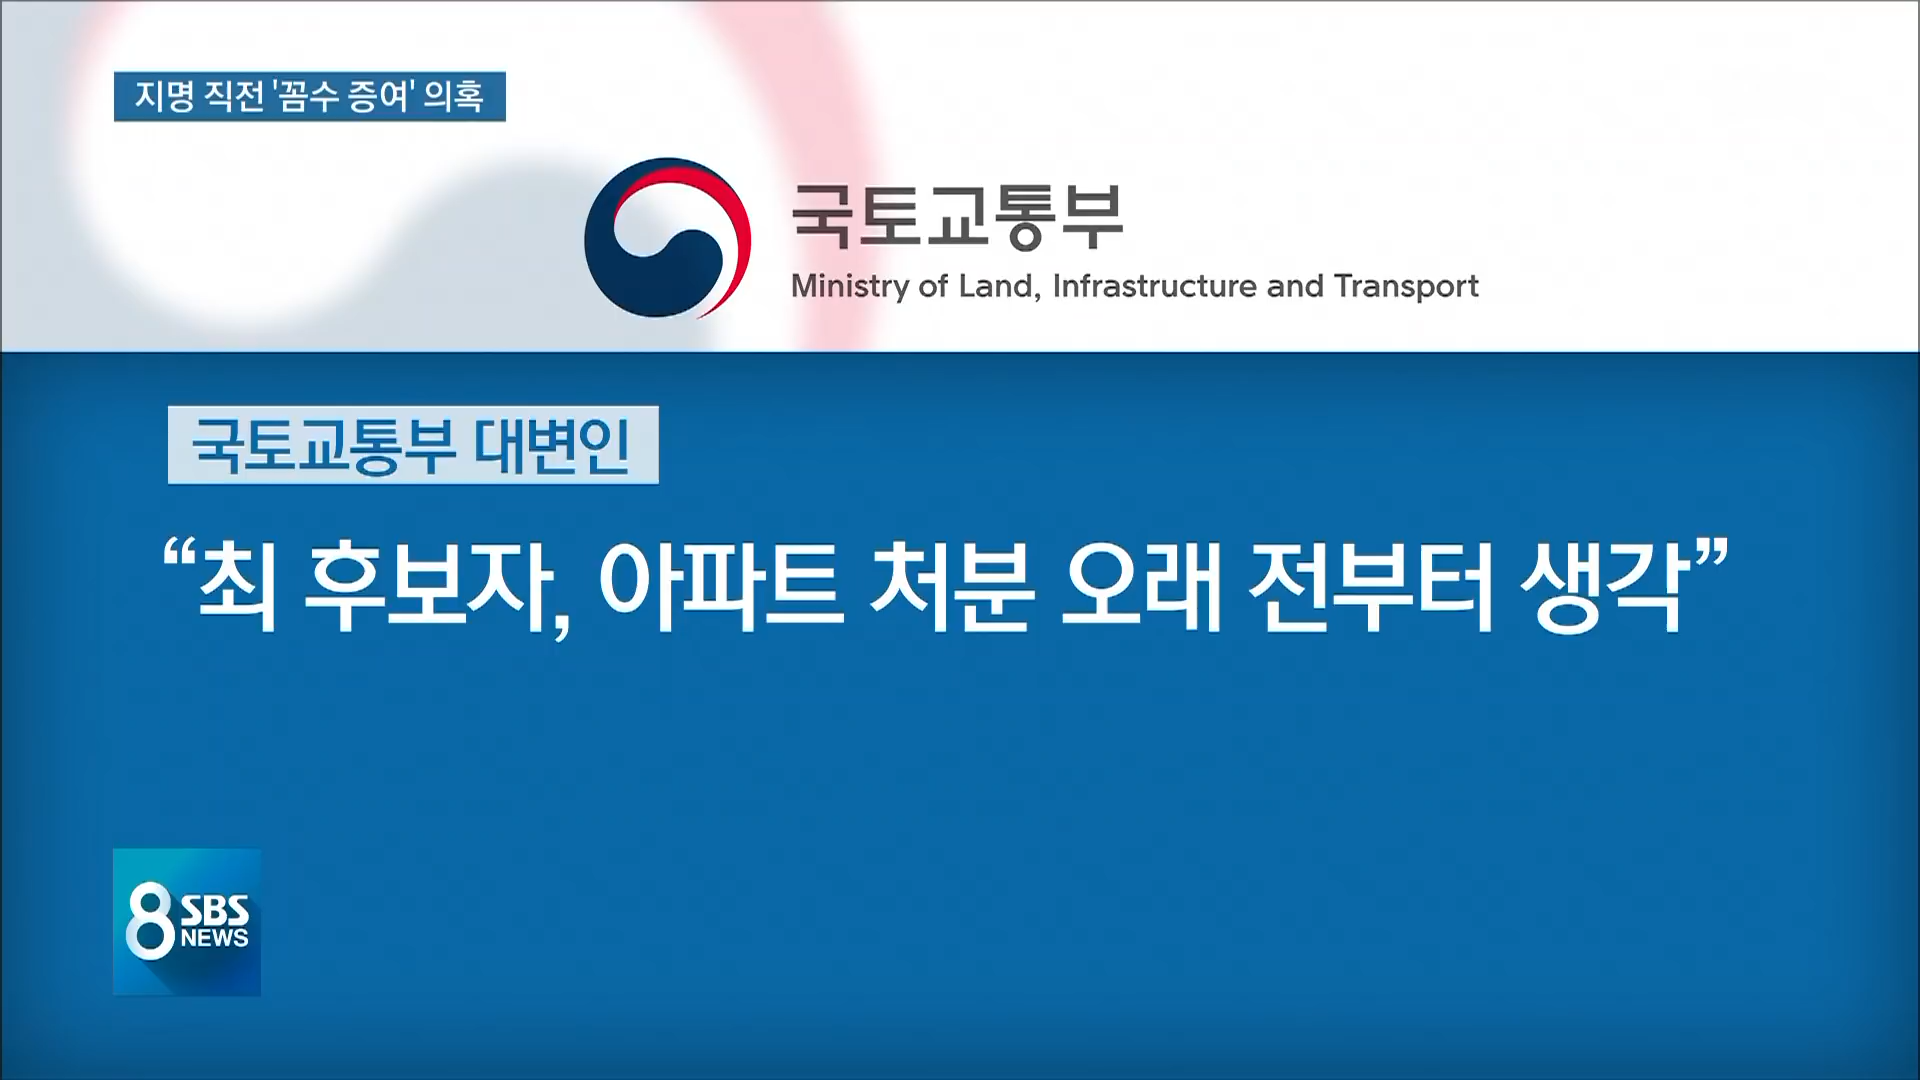 지명 직전 '꼼수 증여' 의혹
국토교통부
Ministry of Land, Infrastructure and Transport
국토교통부 대변인
“최 후보자, 아파트 처분 오래 전부터 생각”
8 SBS
NEWS